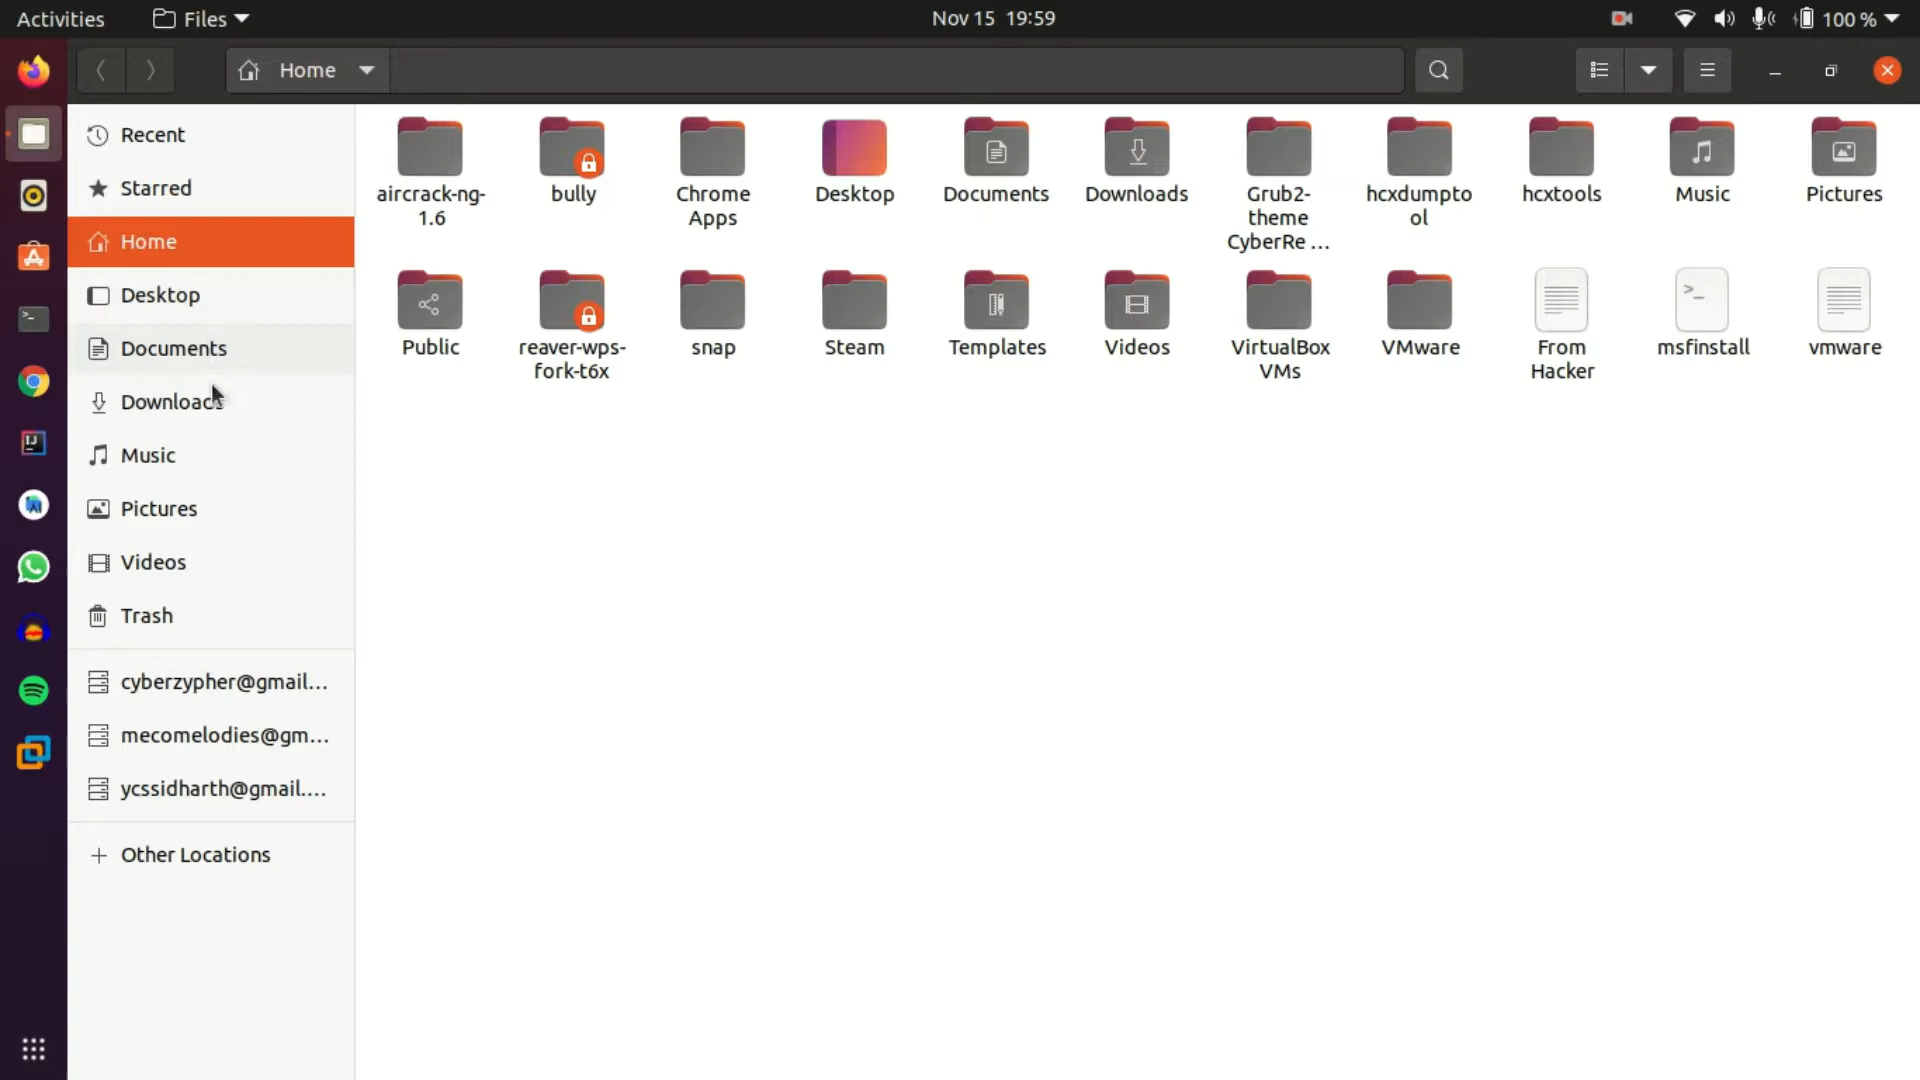 Activities
Files
Nov 15 19:59
100 %
Home
Recent
Starred
Home
Desktop
Documents
Downloads
Music
Pictures
Videos
Trash
cyberzypher@gmail...
mecomelodies@gm...
ycssidharth@gmail....
Other Locations
aircrack-ng-
1.6
bully
Chrome
Apps
Desktop
Documents
Downloads
Grub2-
theme
CyberRe ...
hcxdumpto
ol
hcxtools
Music
Pictures
Public
reaver-wps-
fork-t6x
snap
Steam
Templates
Videos
VirtualBox
VMs
VMware
From
Hacker
msfinstall
vmware